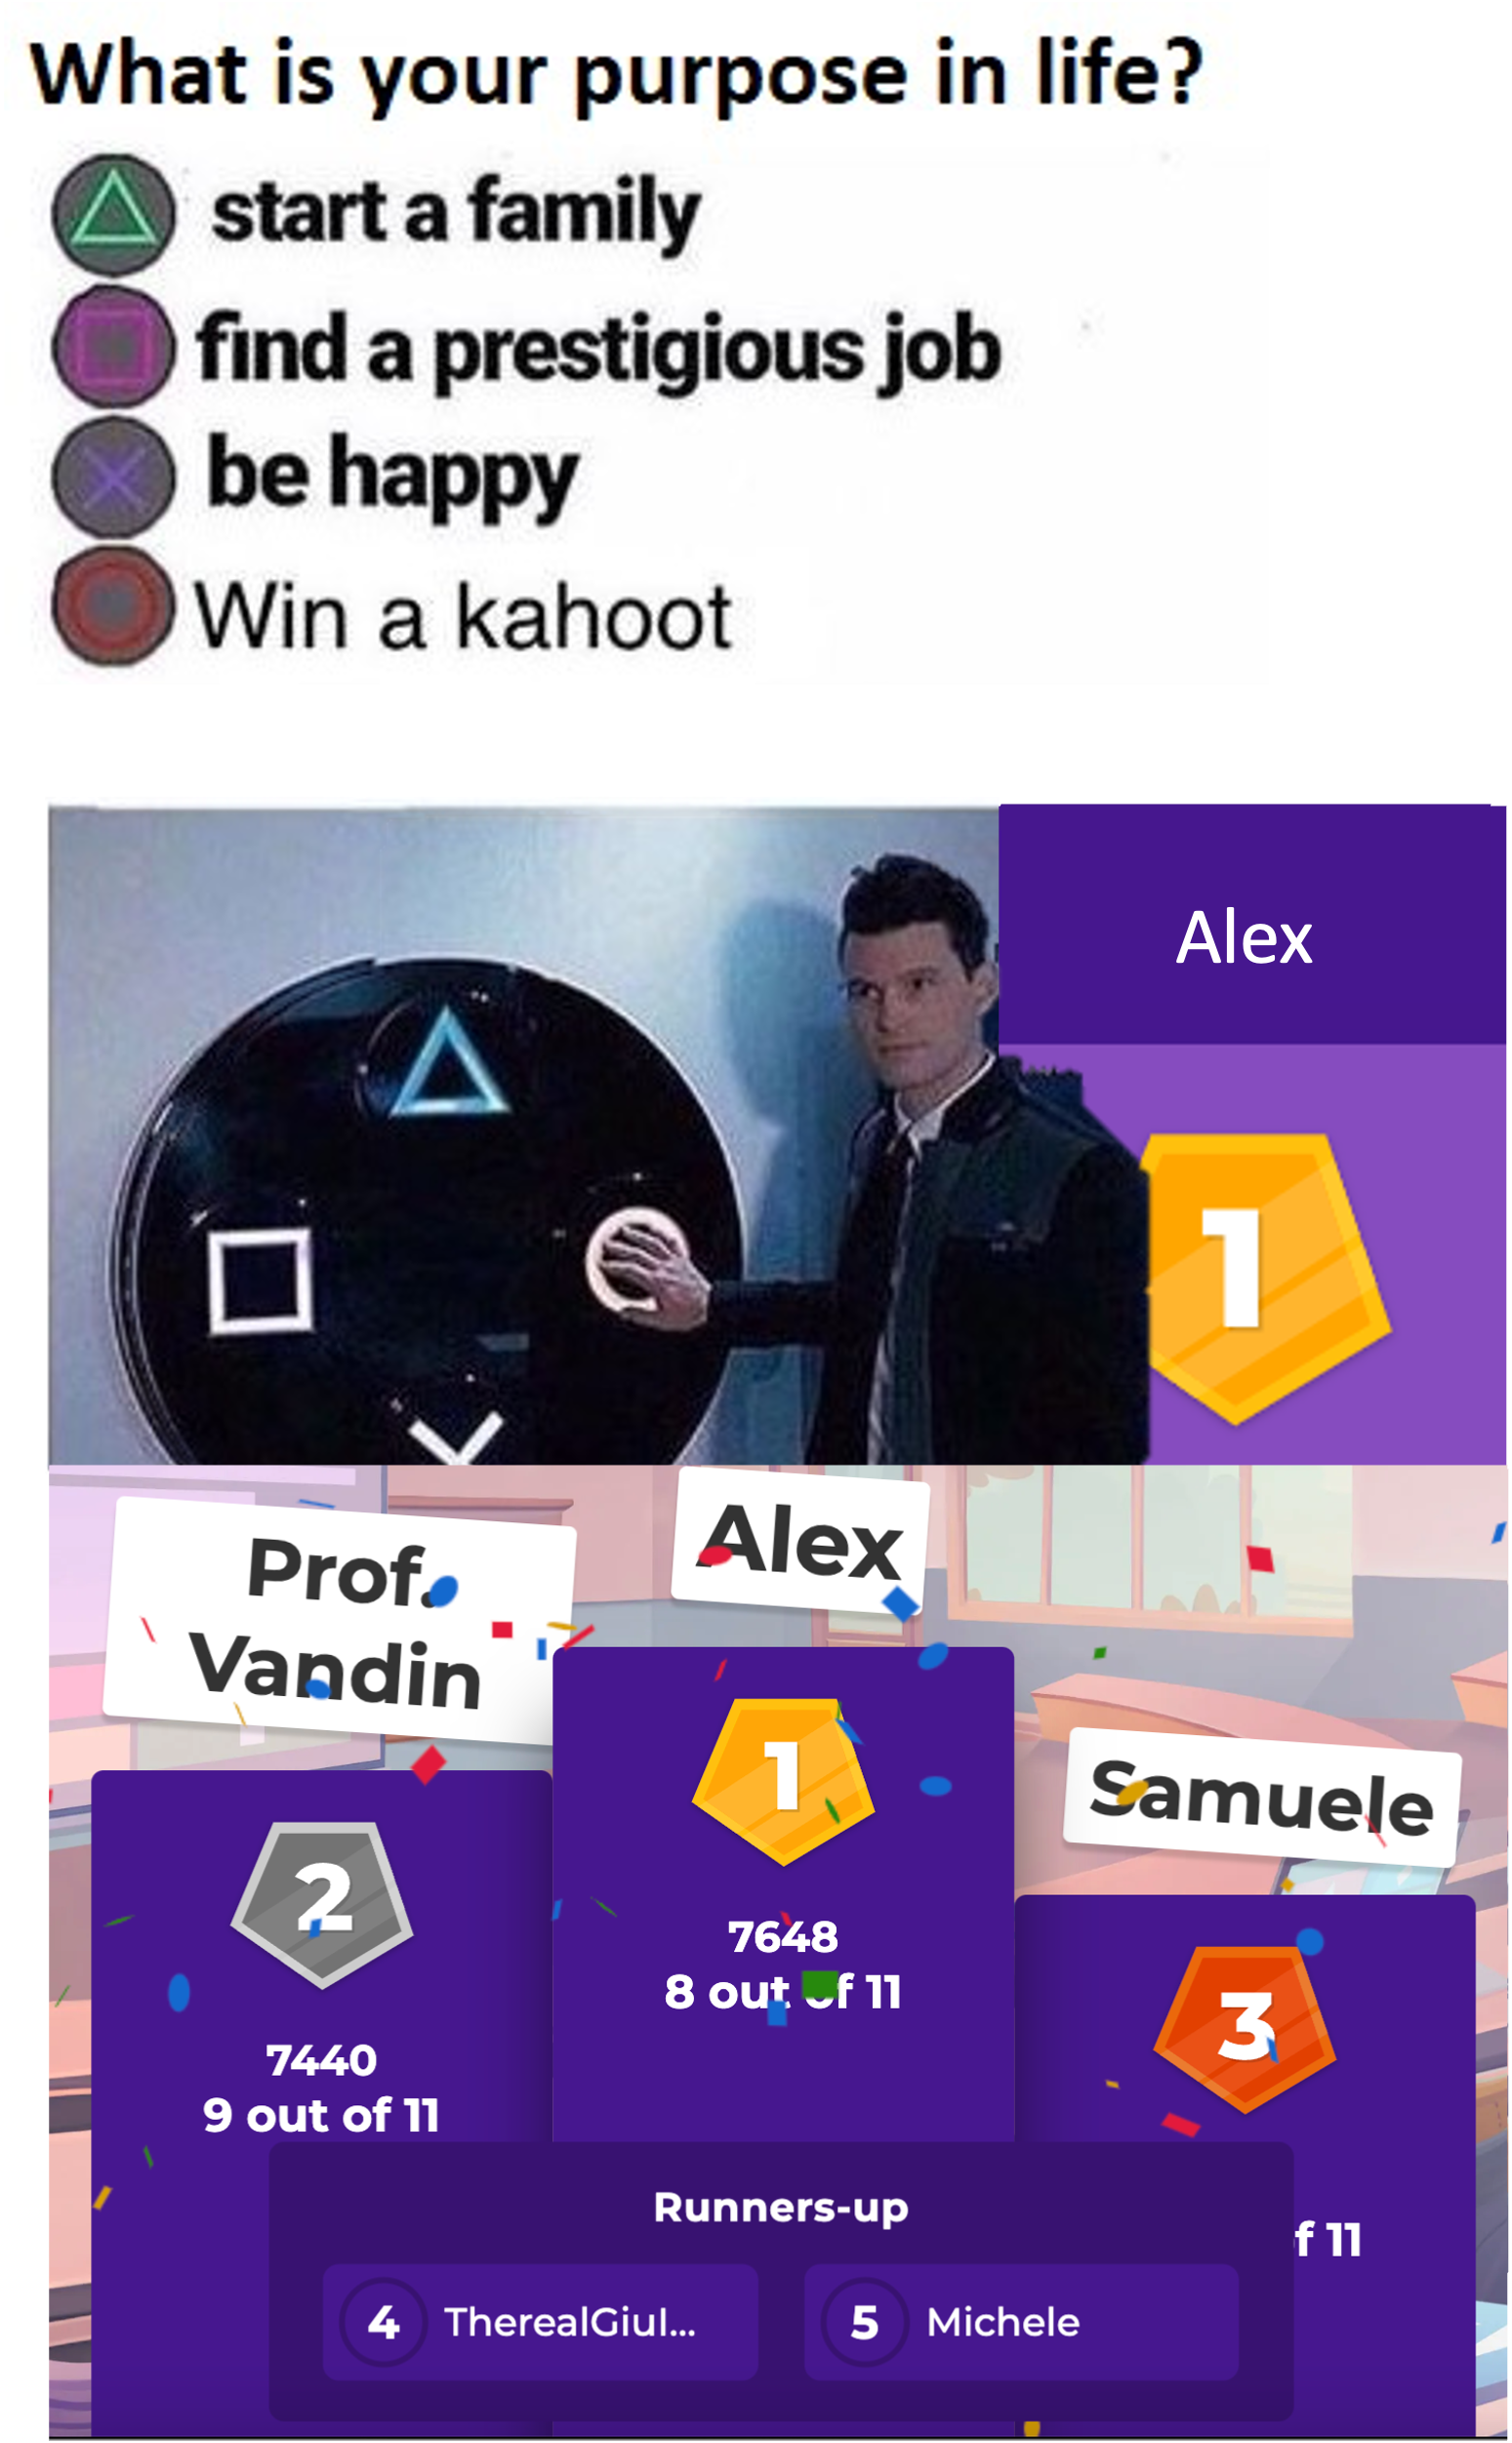 What is your purpose in life?
start a family
find a prestigious job
be happy
Win a kahoot
Alex
1
Prof.
Vandin
Alex
Samuele
1
2
3
7648
8 out of 11
7440
9 out of 11
f 11
Runners-up
4 TherealGiul...
5 Michele